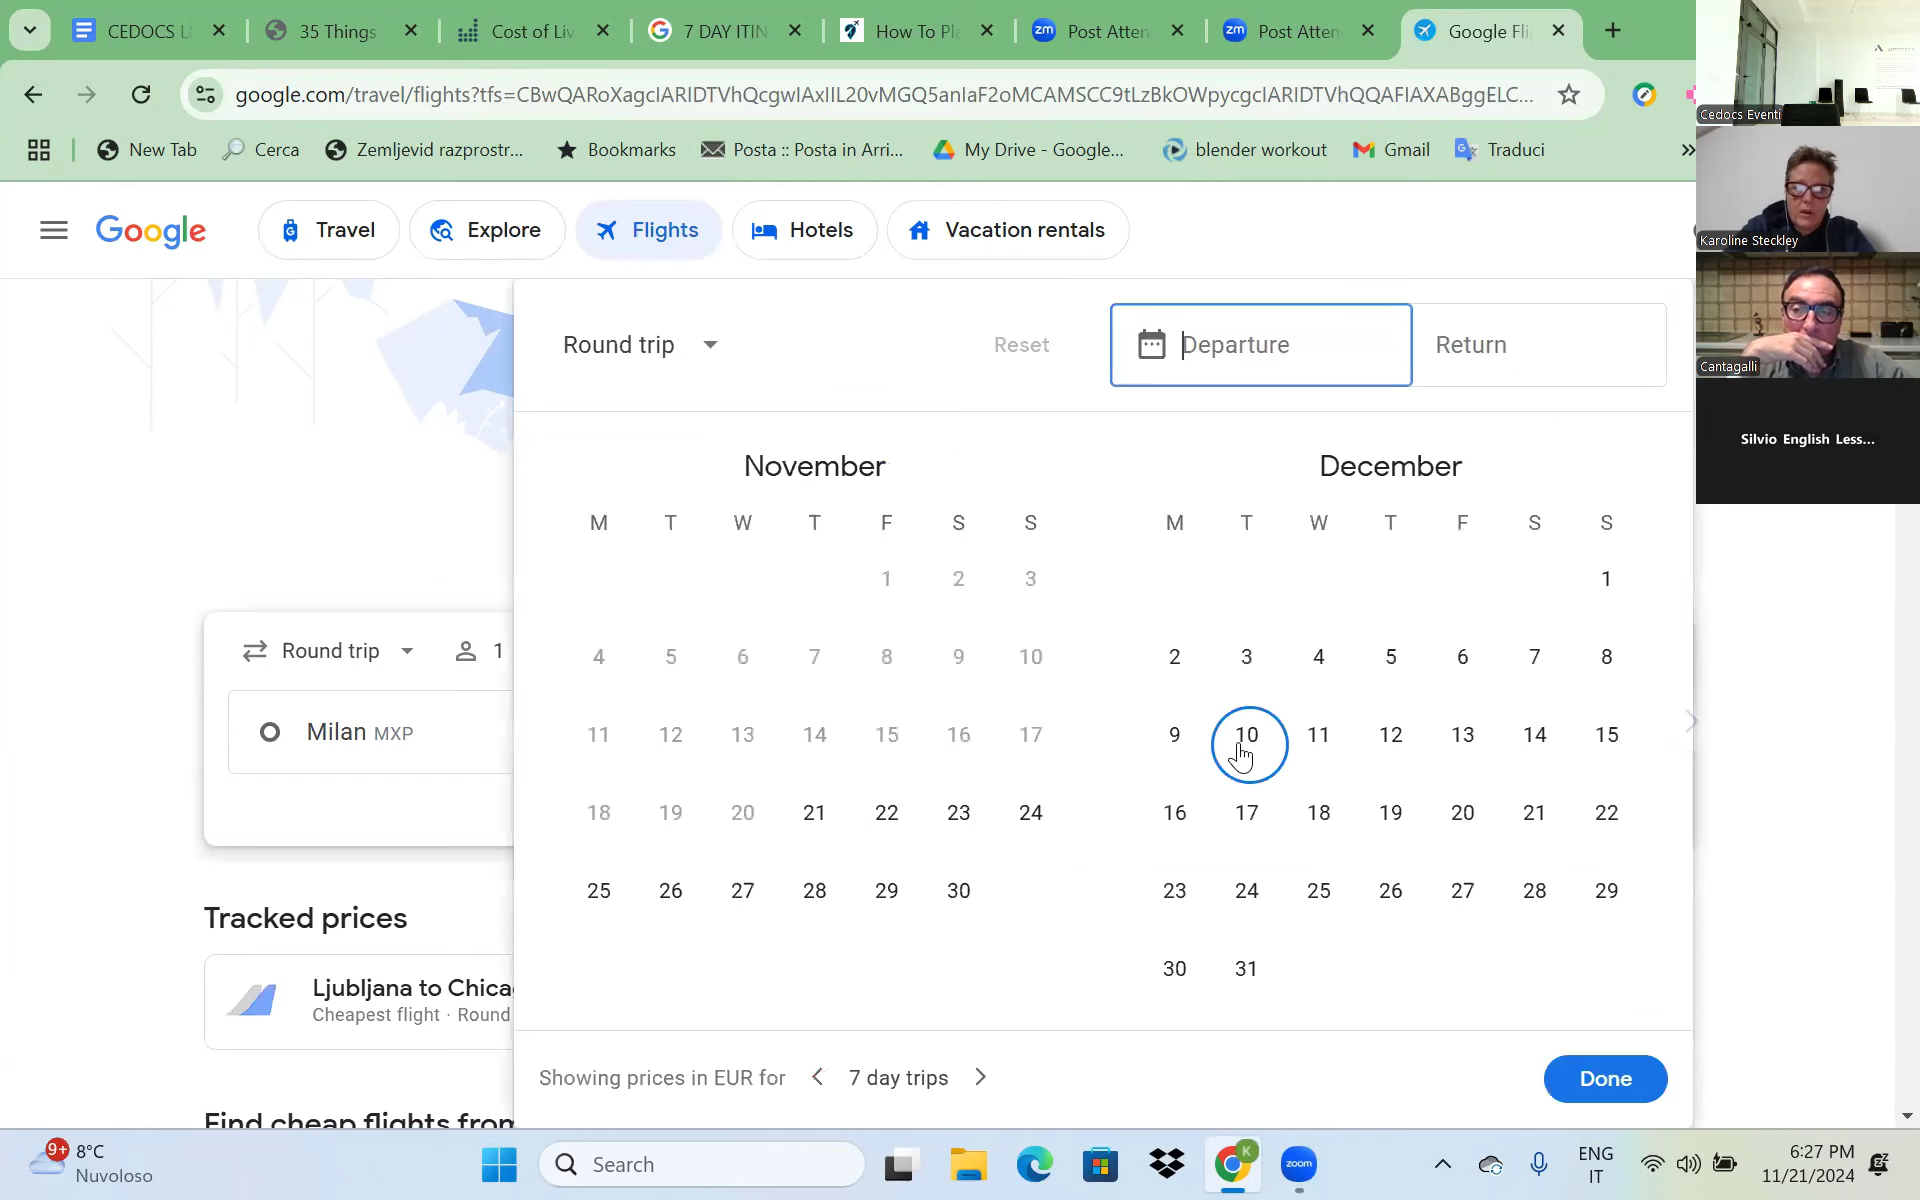 CEDOCS L
35 Things
Cost of Liv
7 DAY ITIN
How To Pla
Post Atten
Post Atten
Google Fli
google.com/travel/flights?tfs=CBwQARoXagcIARIDTVhQcgwIAxIIL20vMGQ5anIaF2oMCAMSCC9tLzBkOWpycgcIARIDTVhQQAFIAXABggELC...
New Tab
Cerca
Zemljevid razprostr...
Bookmarks
Posta :: Posta in Arri...
My Drive - Google...
blender workout
Gmail
Traduci
»
Google
Travel
Explore
Flights
Hotels
Vacation rentals
Round trip
Reset
Departure
Return
November
December
M T W T F S S
M T W T F S S
1 2 3
1
4 5 6 7 8 9 10
2 3 4 5 6 7 8
11 12 13 14 15 16 17
9 10 11 12 13 14 15
18 19 20 21 22 23 24
16 17 18 19 20 21 22
25 26 27 28 29 30
23 24 25 26 27 28 29
30 31
Showing prices in EUR for
7 day trips
Done
Round trip
1
Milan MXP
Tracked prices
Ljubljana to Chica
Cheapest flight · Round
Find cheap flights from
Cedocs Eventi
Karoline Steckley
Cantagalli
Silvio English Less...
9+
8°C
Nuvoloso
Search
K
zoom
ENG
IT
6:27 PM
11/21/2024